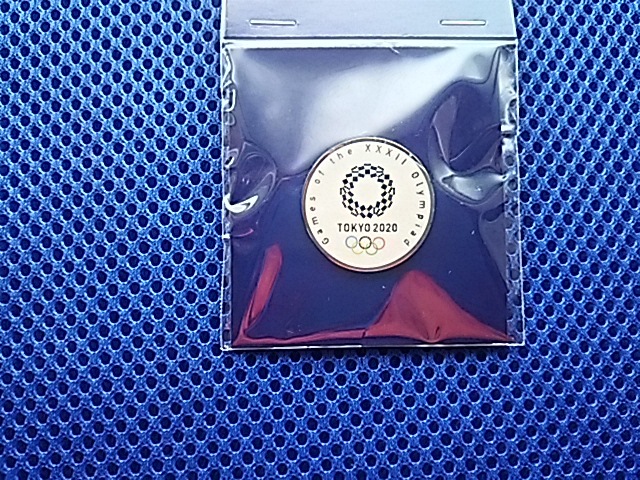 Games of the XXXII Olympiad
TOKYO 2020